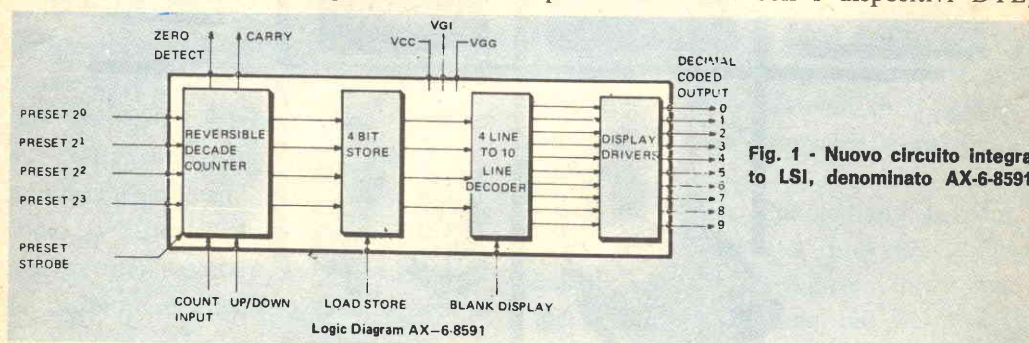 dispositivi DTL,
ZERO
DETECT
CARRY
VCC
VGI
VGG
DECIMAL
CODED
OUTPUT
PRESET 2⁰
PRESET 2¹
PRESET 2²
PRESET 2³
PRESET
STROBE
REVERSIBLE
DECADE
COUNTER
4 BIT
STORE
4 LINE
TO 10
LINE
DECODER
DISPLAY
DRIVERS
0
1
2
3
4
5
6
7
8
9
COUNT
INPUT
UP/DOWN
LOAD STORE
BLANK DISPLAY
Logic Diagram AX-6-8591
Fig. 1 - Nuovo circuito integra-
to LSI, denominato AX-6-8591